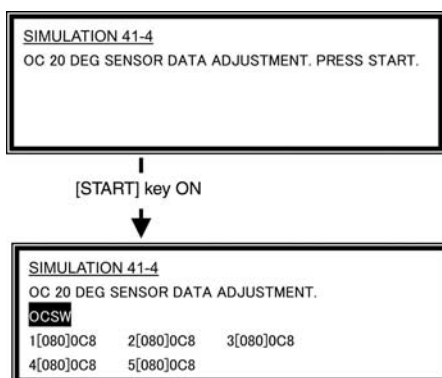 SIMULATION 41-4
OC 20 DEG SENSOR DATA ADJUSTMENT. PRESS START.
[START] key ON
SIMULATION 41-4
OC 20 DEG SENSOR DATA ADJUSTMENT.
OCSW
1[080]0C8 2[080]0C8 3[080]0C8
4[080]0C8 5[080]0C8